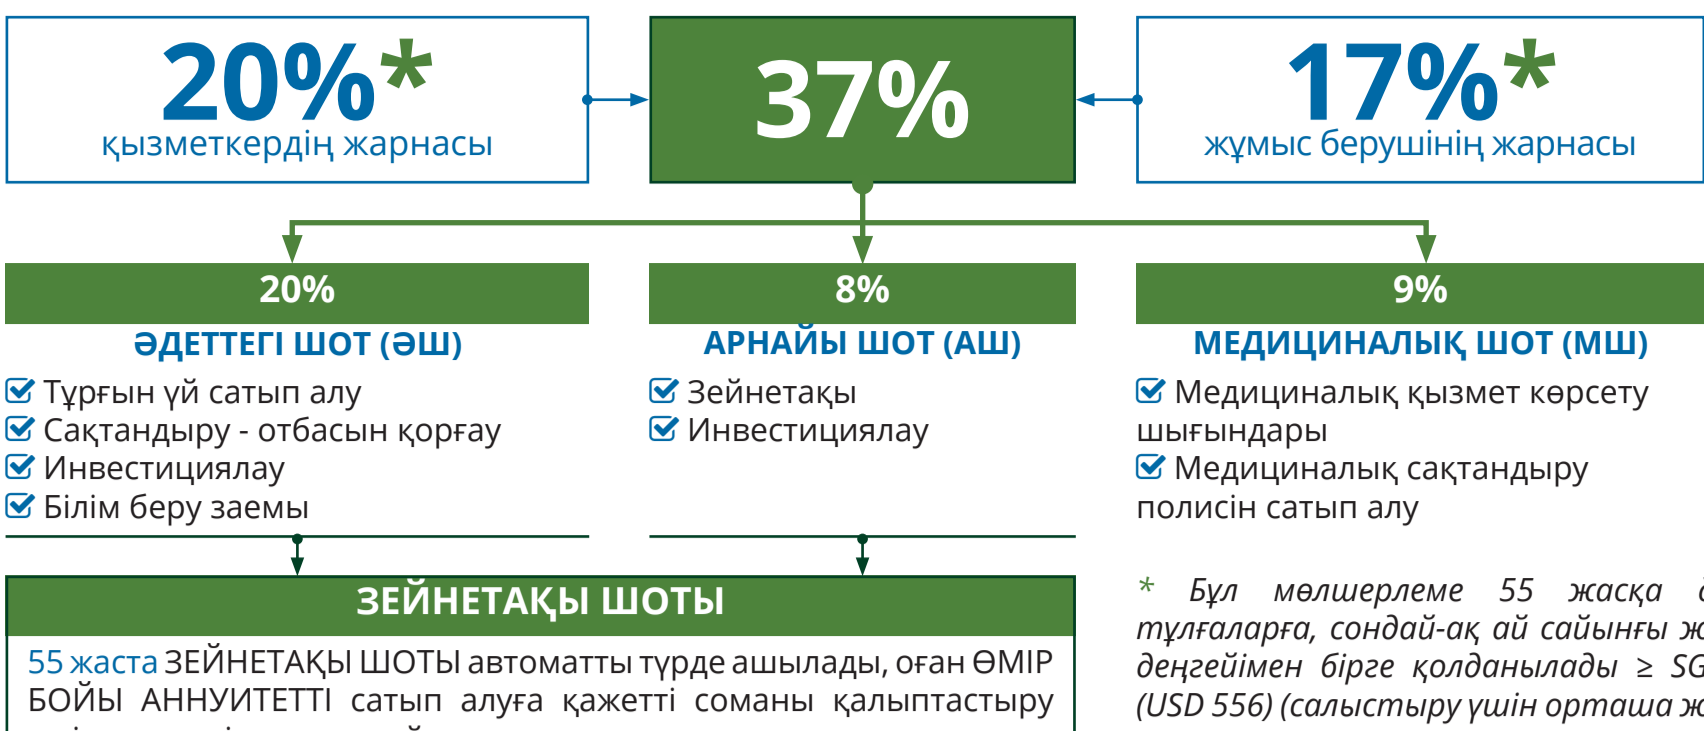 20%*
қызметкердің жарнасы
37%
17%*
жұмыс берушінің жарнасы
20%
ӘДЕТТЕГІ ШОТ (ӘШ)
Тұрғын үй сатып алу
Сақтандыру - отбасын қорғау
Инвестициялау
Білім беру заемы
8%
АРНАЙЫ ШОТ (АШ)
Зейнетақы
Инвестициялау
9%
МЕДИЦИНАЛЫҚ ШОТ (МШ)
Медициналық қызмет көрсету
шығындары
Медициналық сақтандыру
полисін сатып алу
ЗЕЙНЕТАҚЫ ШОТЫ
55 жаста ЗЕЙНЕТАҚЫ ШОТЫ автоматты түрде ашылады, оған ӨМІР
БОЙЫ АННУИТЕТТІ сатып алуға қажетті соманы қалыптастыру
* Бұл мөлшерлеме 55 жасқа
тұлғаларға, сондай-ақ ай сайынғы
деңгейімен бірге қолданылады ≥
(USD 556) (салыстыру үшін орташа